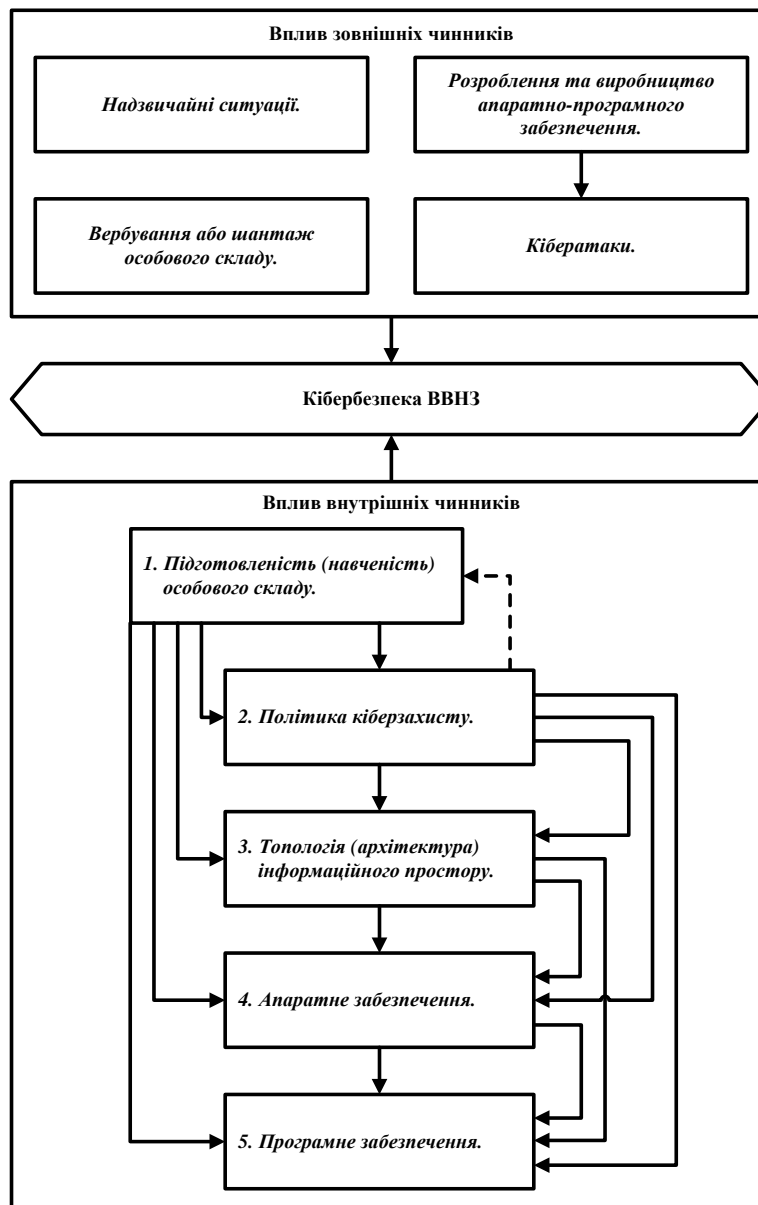 Вплив зовнішніх чинників
Надзвичайні ситуації.
Розроблення та виробництво
апаратно-програмного
забезпечення.
Вербування або шантаж
особового складу.
Кібератаки.
Кібербезпека ВВНЗ
Вплив внутрішніх чинників
1. Підготовленість (навченість)
особового складу.
2. Політика кіберзахисту.
3. Топологія (архітектура)
інформаційного простору.
4. Апаратне забезпечення.
5. Програмне забезпечення.